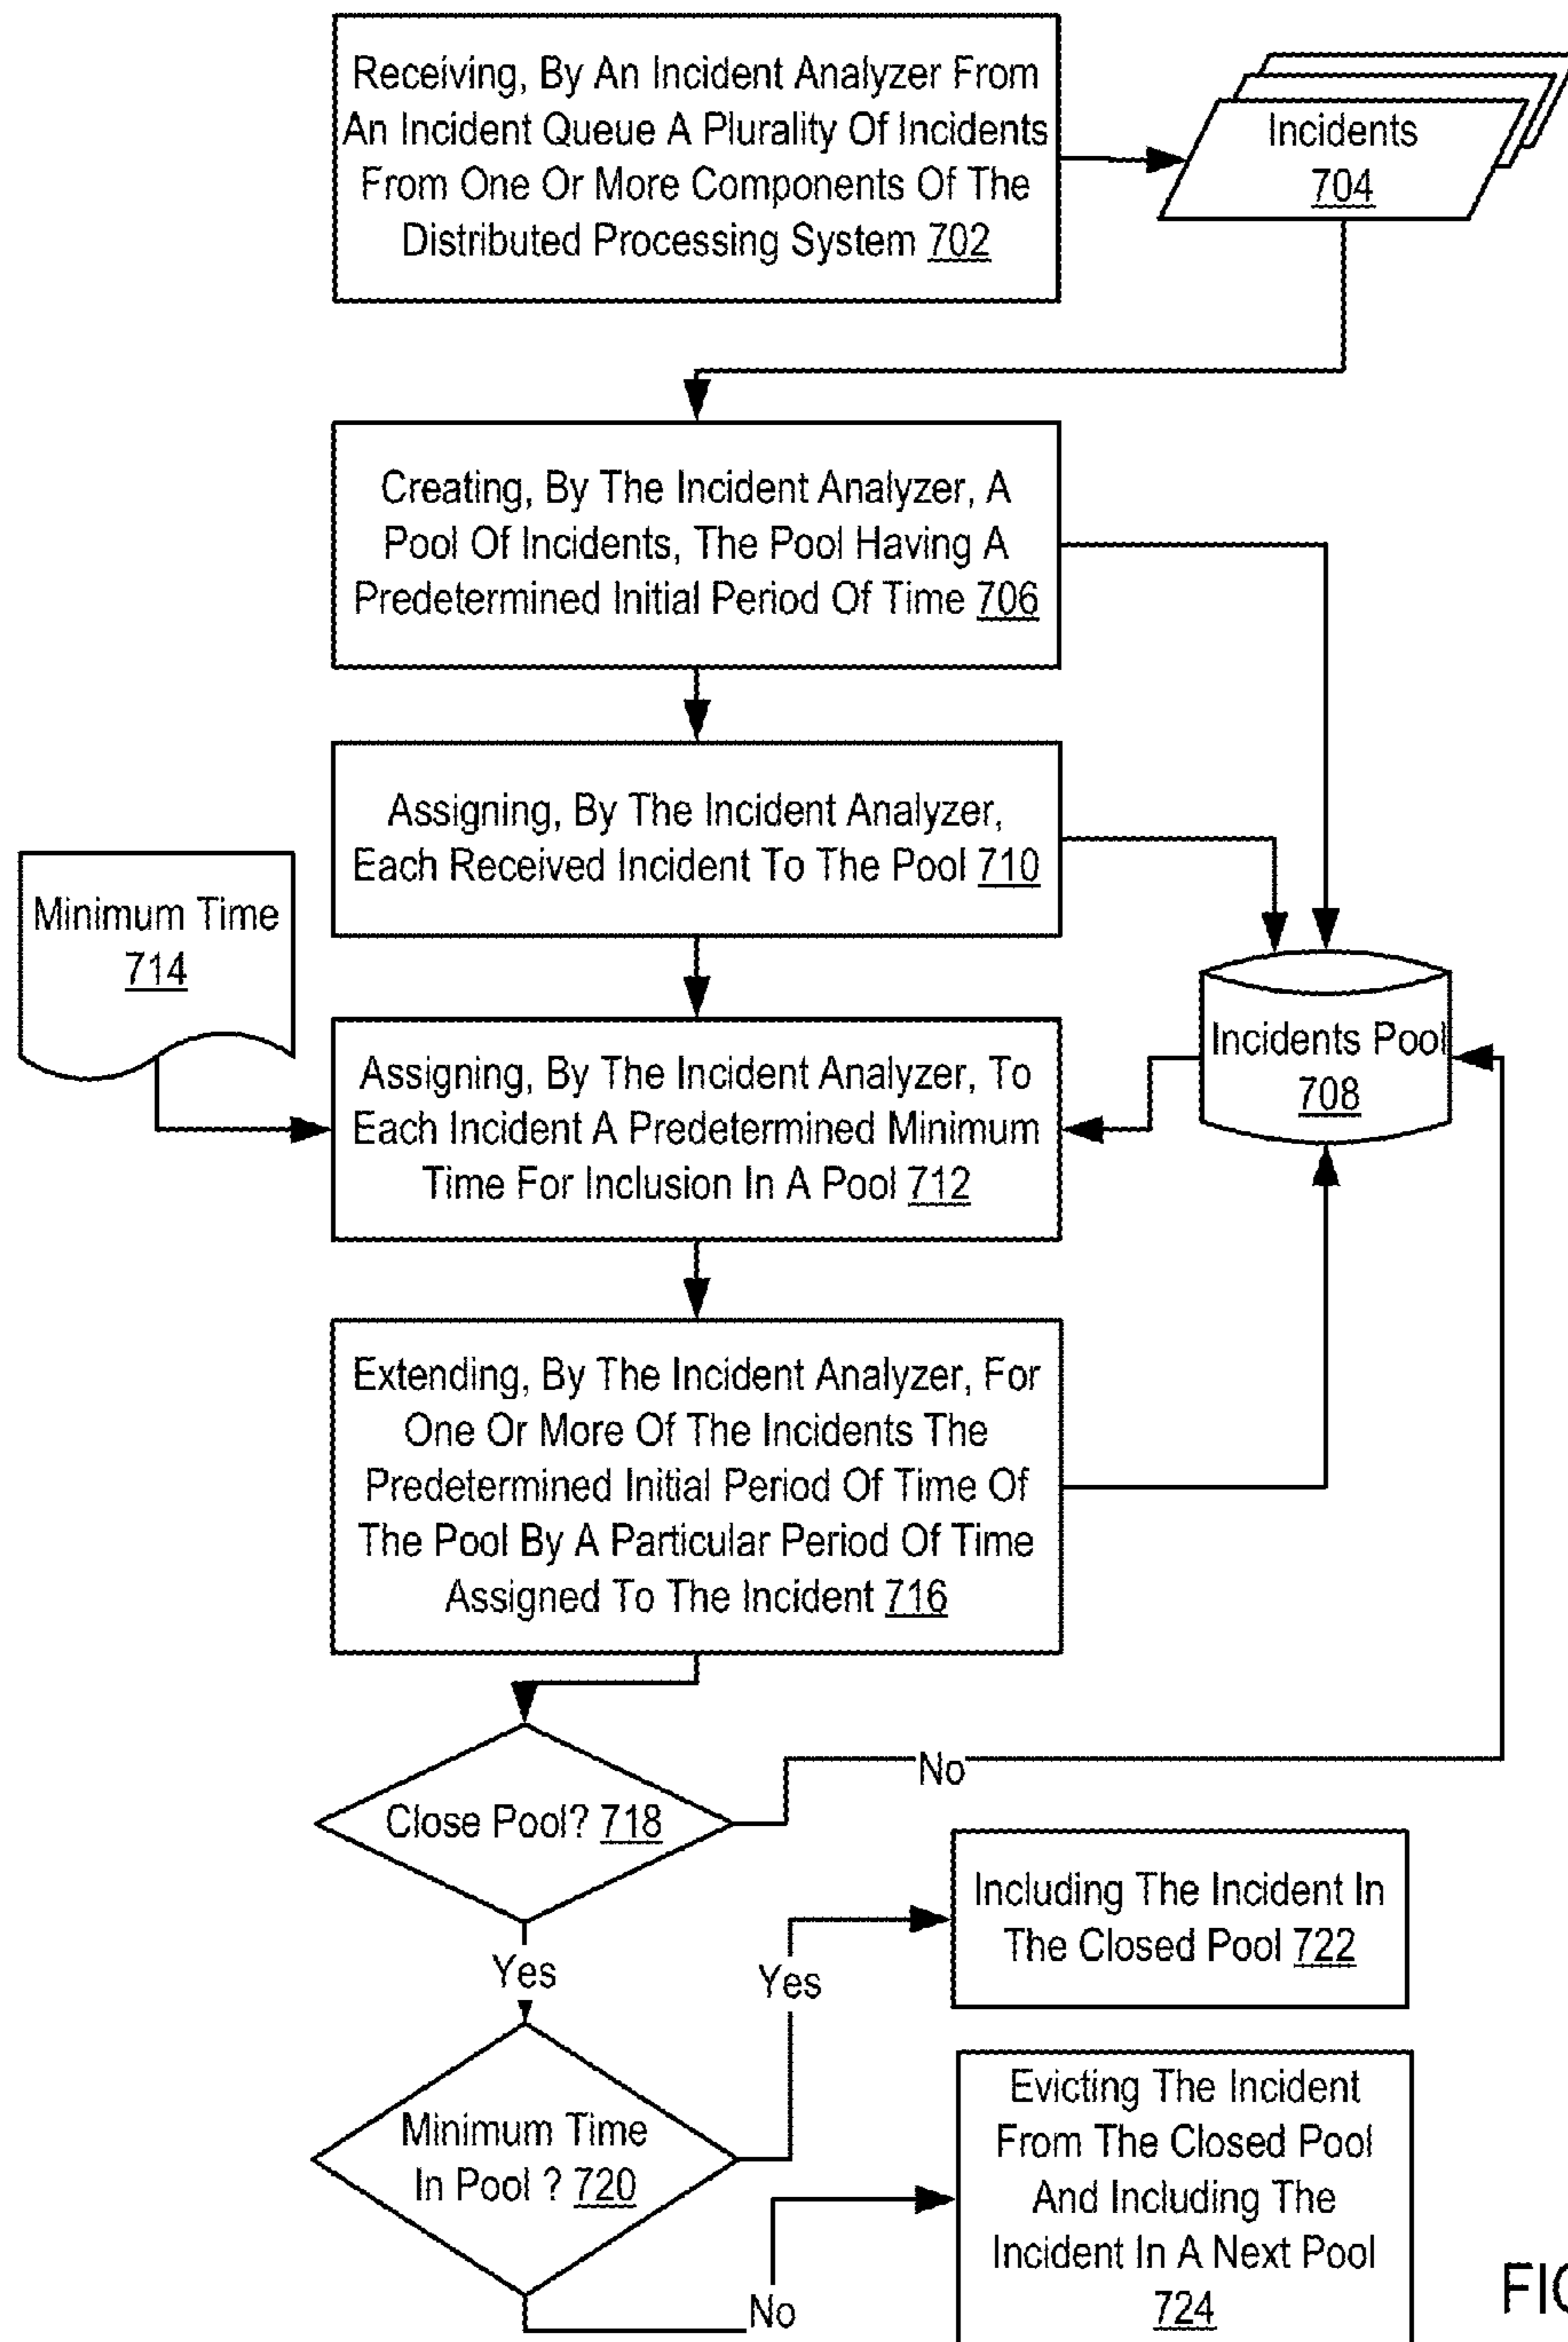 Receiving, By An Incident Analyzer From
An Incident Queue A Plurality Of Incidents
From One Or More Components Of The
Distributed Processing System 702
Incidents
704
Creating, By The Incident Analyzer, A
Pool Of Incidents, The Pool Having A
Predetermined Initial Period Of Time 706
Assigning, By The Incident Analyzer,
Each Received Incident To The Pool 710
Minimum Time
714
Incidents Pool
708
Assigning, By The Incident Analyzer, To
Each Incident A Predetermined Minimum
Time For Inclusion In A Pool 712
Extending, By The Incident Analyzer, For
One Or More Of The Incidents The
Predetermined Initial Period Of Time Of
The Pool By A Particular Period Of Time
Assigned To The Incident 716
No
Close Pool? 718
Including The Incident In
The Closed Pool 722
Yes
Yes
Minimum Time
In Pool ? 720
Evicting The Incident
From The Closed Pool
And Including The
Incident In A Next Pool
724
No